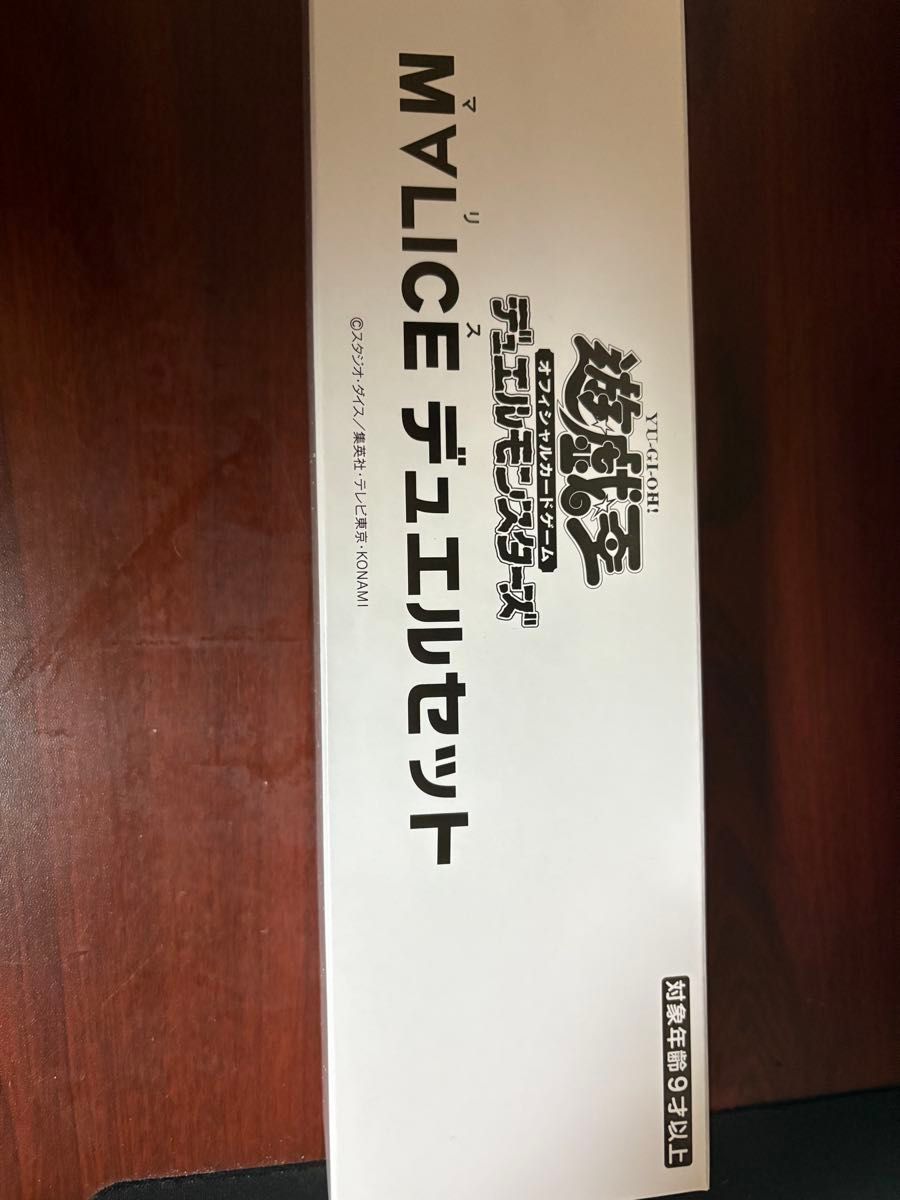 YU-GI-OH!
遊戯王
オフィシャルカードゲーム
デュエルモンスターズ
マリス
M∀LICE デュエルセット
©スタジオ・ダイス／集英社・テレビ東京・KONAMI
対象年齢9才以上